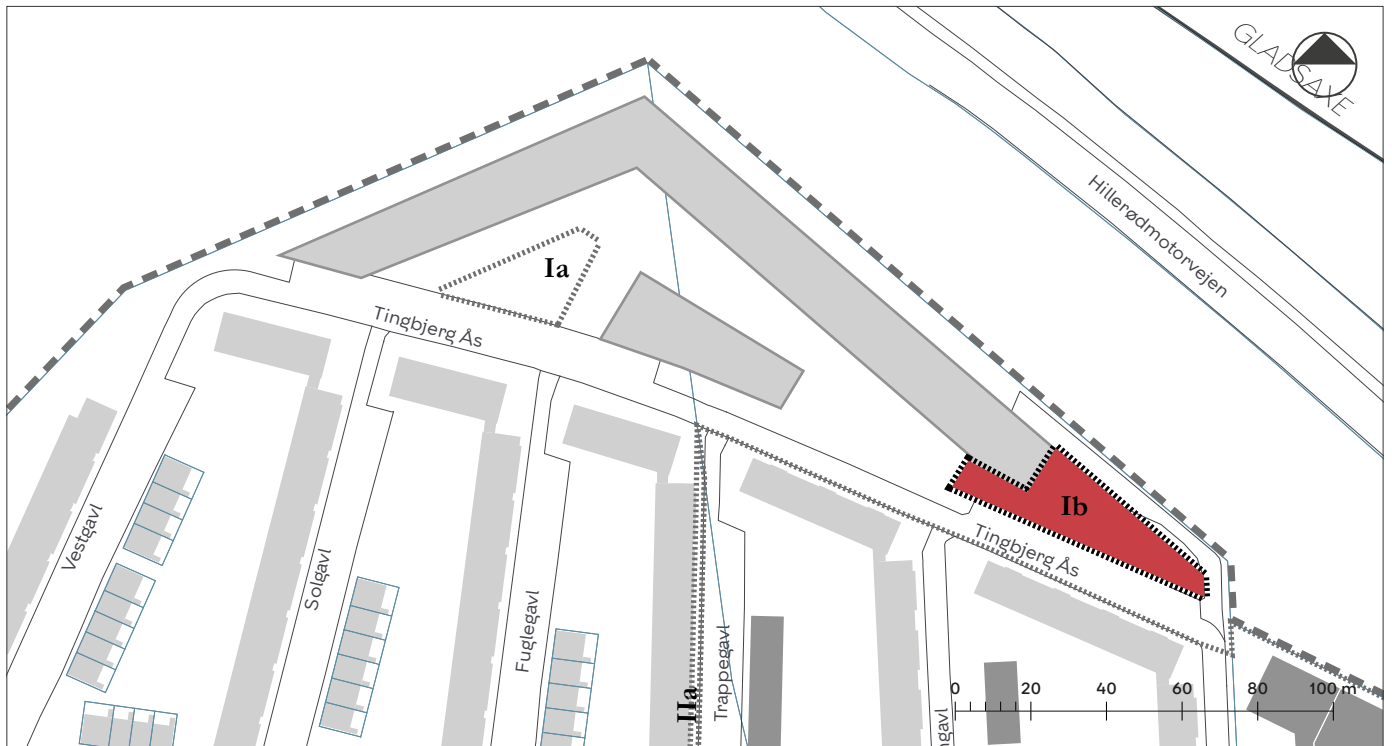 GLADSAXE
Hillerødmotorvejen
Ia
Tingbjerg Ås
Ib
Tingbjerg Ås
Vestgavl
Solgavl
Fuglegavl
IIa
Trappegavl
ngavl
0 20 40 60 80 100 m